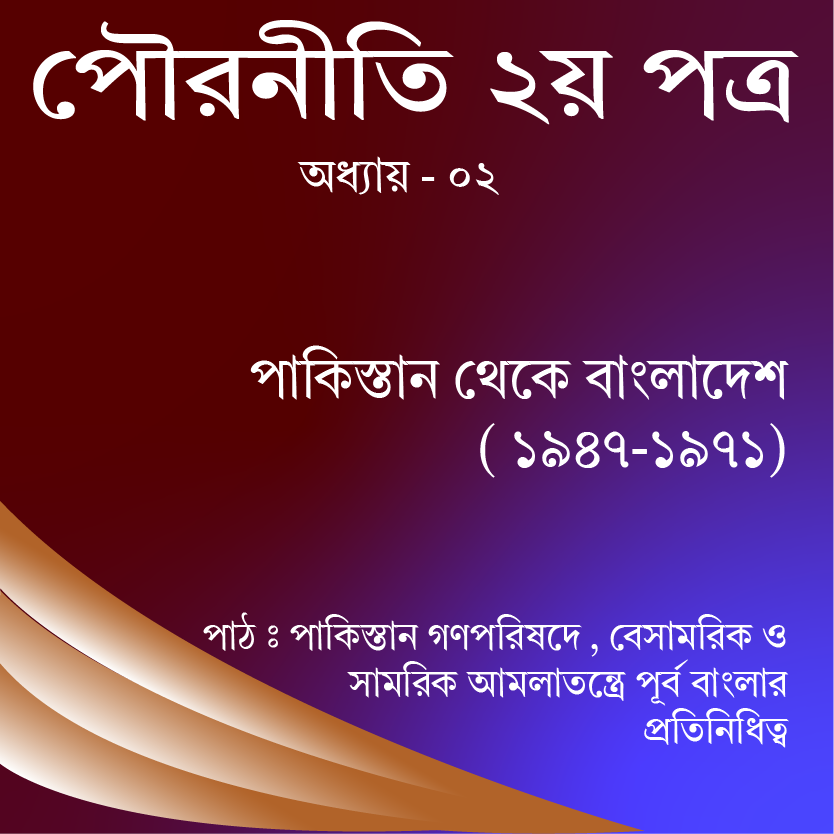 পৌরনীতি ২য় পত্র
অধ্যায় - ০২
পাকিস্তান থেকে বাংলাদেশ
( ১৯৪৭-১৯৭১)
পাঠ ঃ পাকিস্তান গণপরিষদে , বেসামরিক ও
সামরিক আমলাতন্ত্রে পূর্ব বাংলার
প্রতিনিধিত্ব